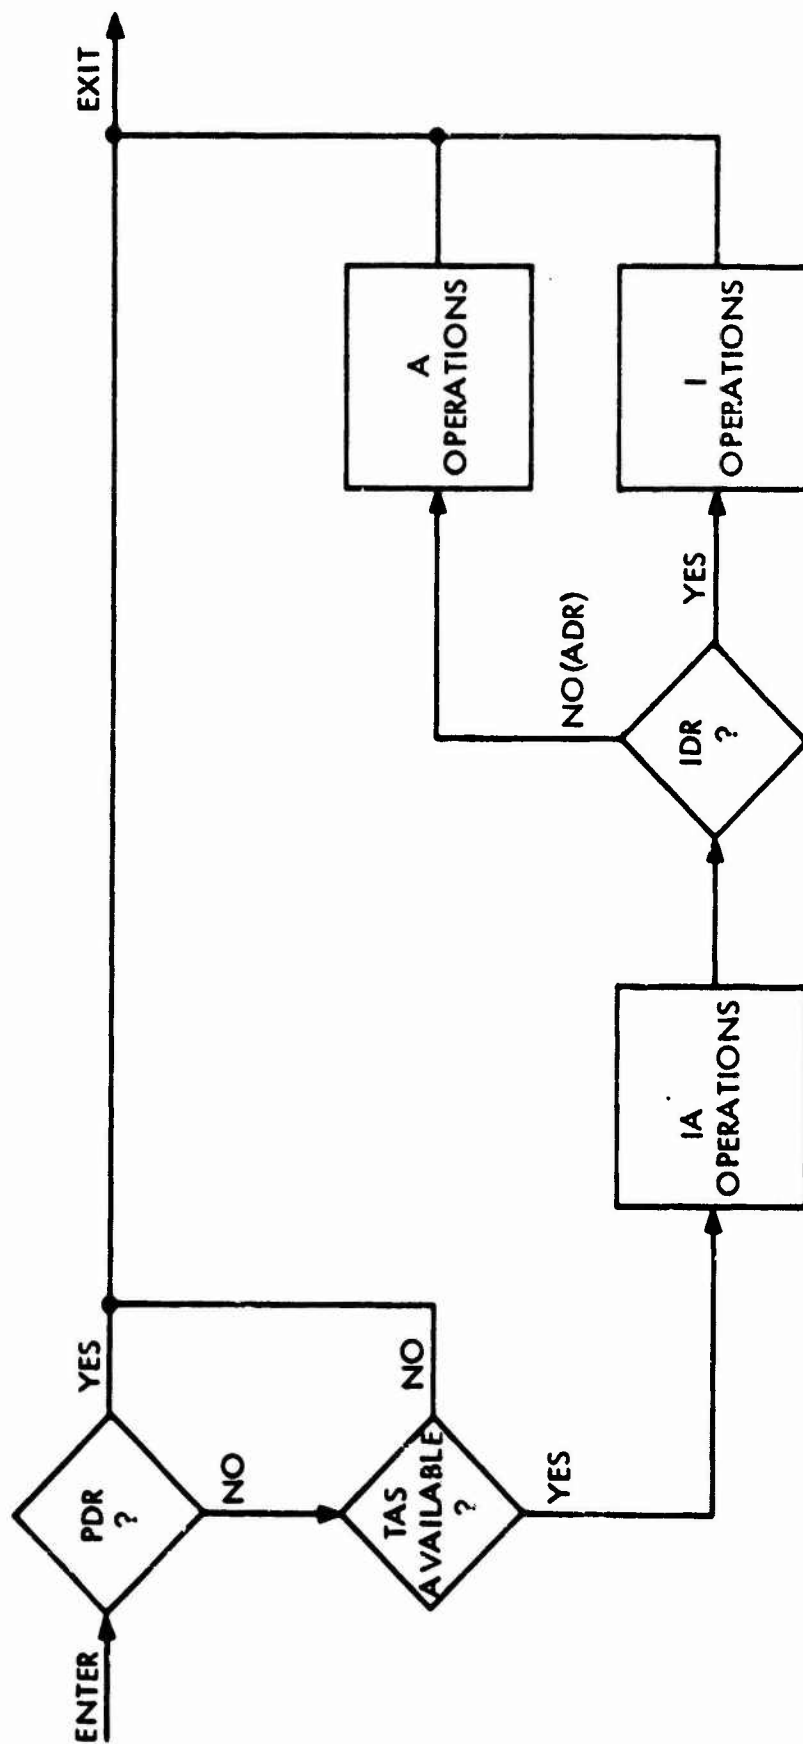 ENTER
PDR
?
YES
NO
TAS
AVAILABLE
?
NO
YES
IA
OPERATIONS
IDR
?
NO(ADR)
YES
A
OPERATIONS
I
OPERATIONS
EXIT